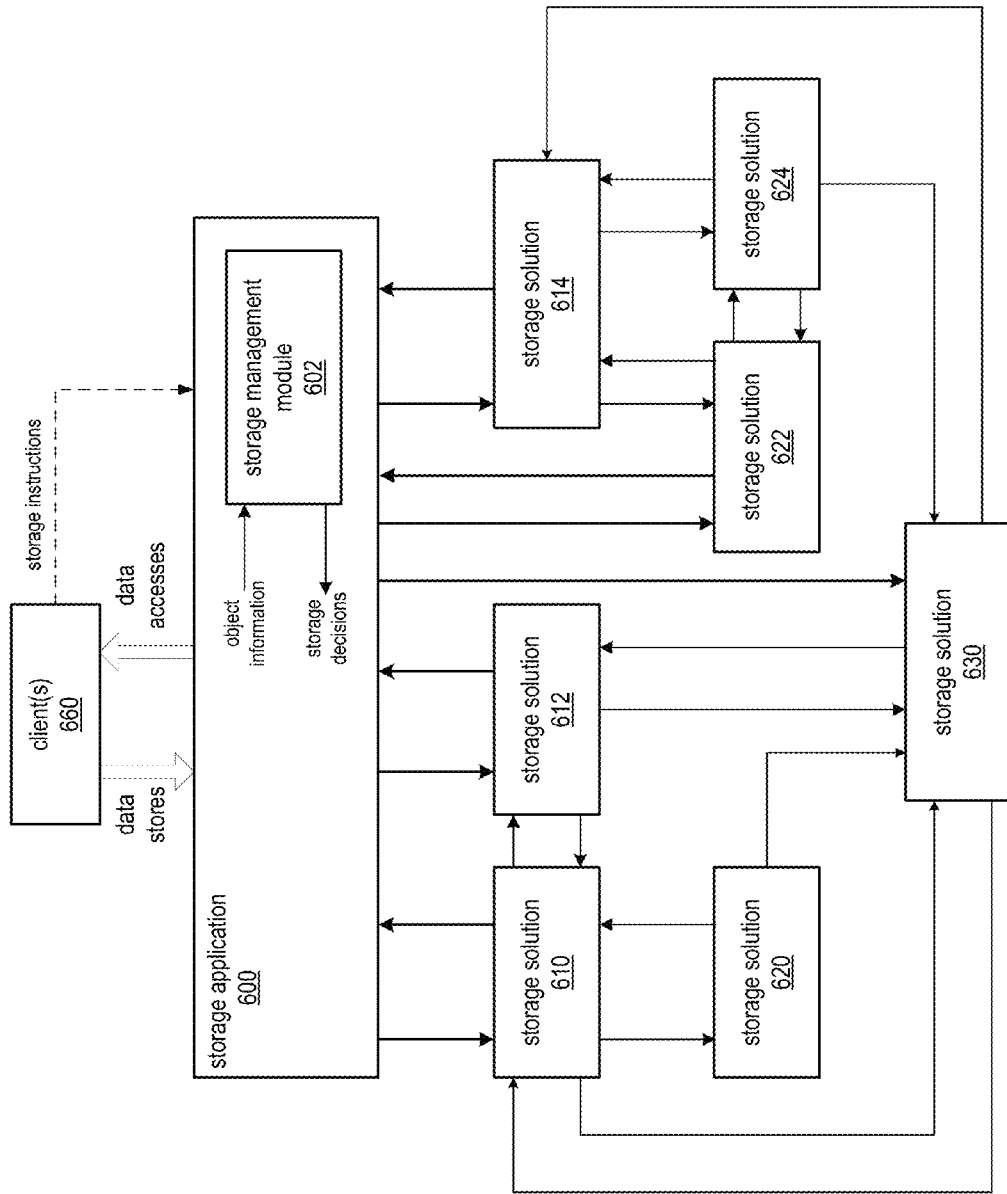 client(s)
660
storage instructions
data
stores
data
accesses
storage application
600
storage management
module
602
object
information
storage
decisions
storage solution
610
storage solution
612
storage solution
614
storage solution
620
storage solution
622
storage solution
624
storage solution
630